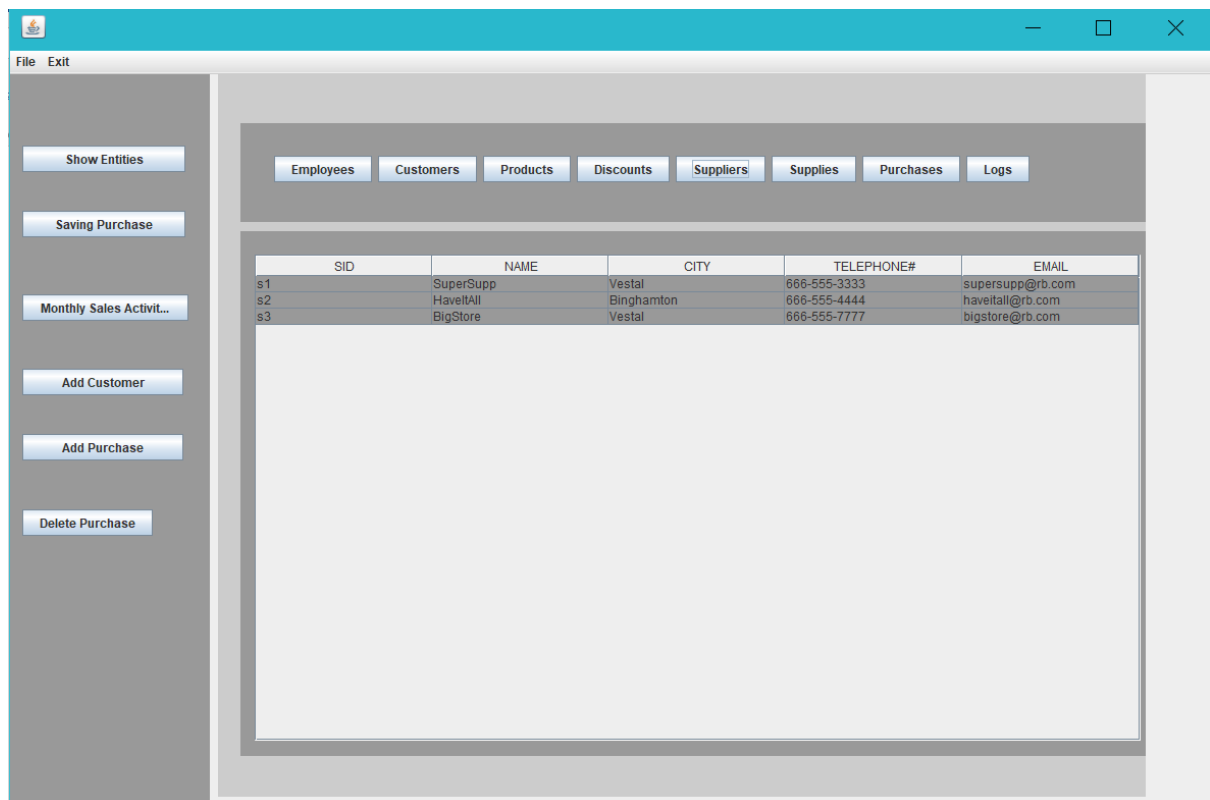 File Exit
Show Entities
Employees Customers Products Discounts Suppliers Supplies Purchases Logs
Saving Purchase
Monthly Sales Activit...
Add Customer
Add Purchase
Delete Purchase
SID NAME CITY TELEPHONE# EMAIL
s1 SuperSupp Vestal 666-555-3333 supersupp@rb.com
s2 HaveItAll Binghamton 666-555-4444 haveitall@rb.com
s3 BigStore Vestal 666-555-7777 bigstore@rb.com